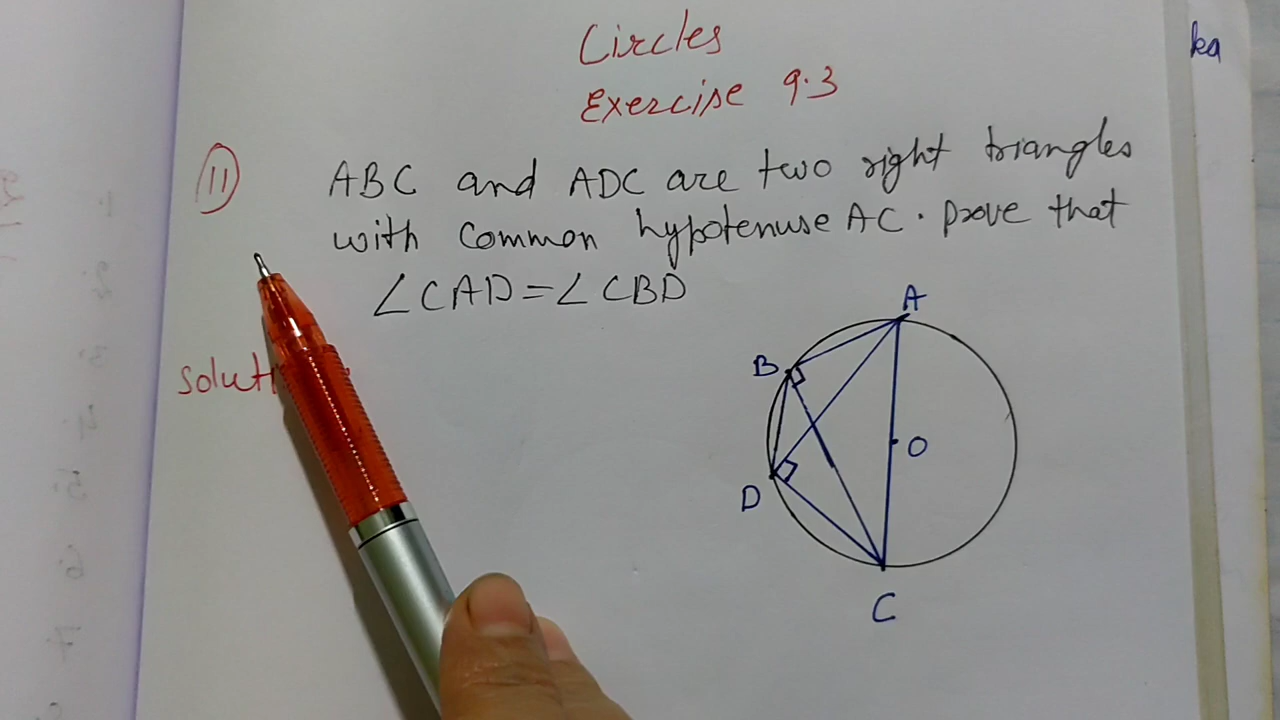 Circles
Exercise 9.3
ka
11
ABC and ADC are two right triangles
with common hypotenuse AC. Prove that
∠CAD=∠CBD
A
B
O
D
C